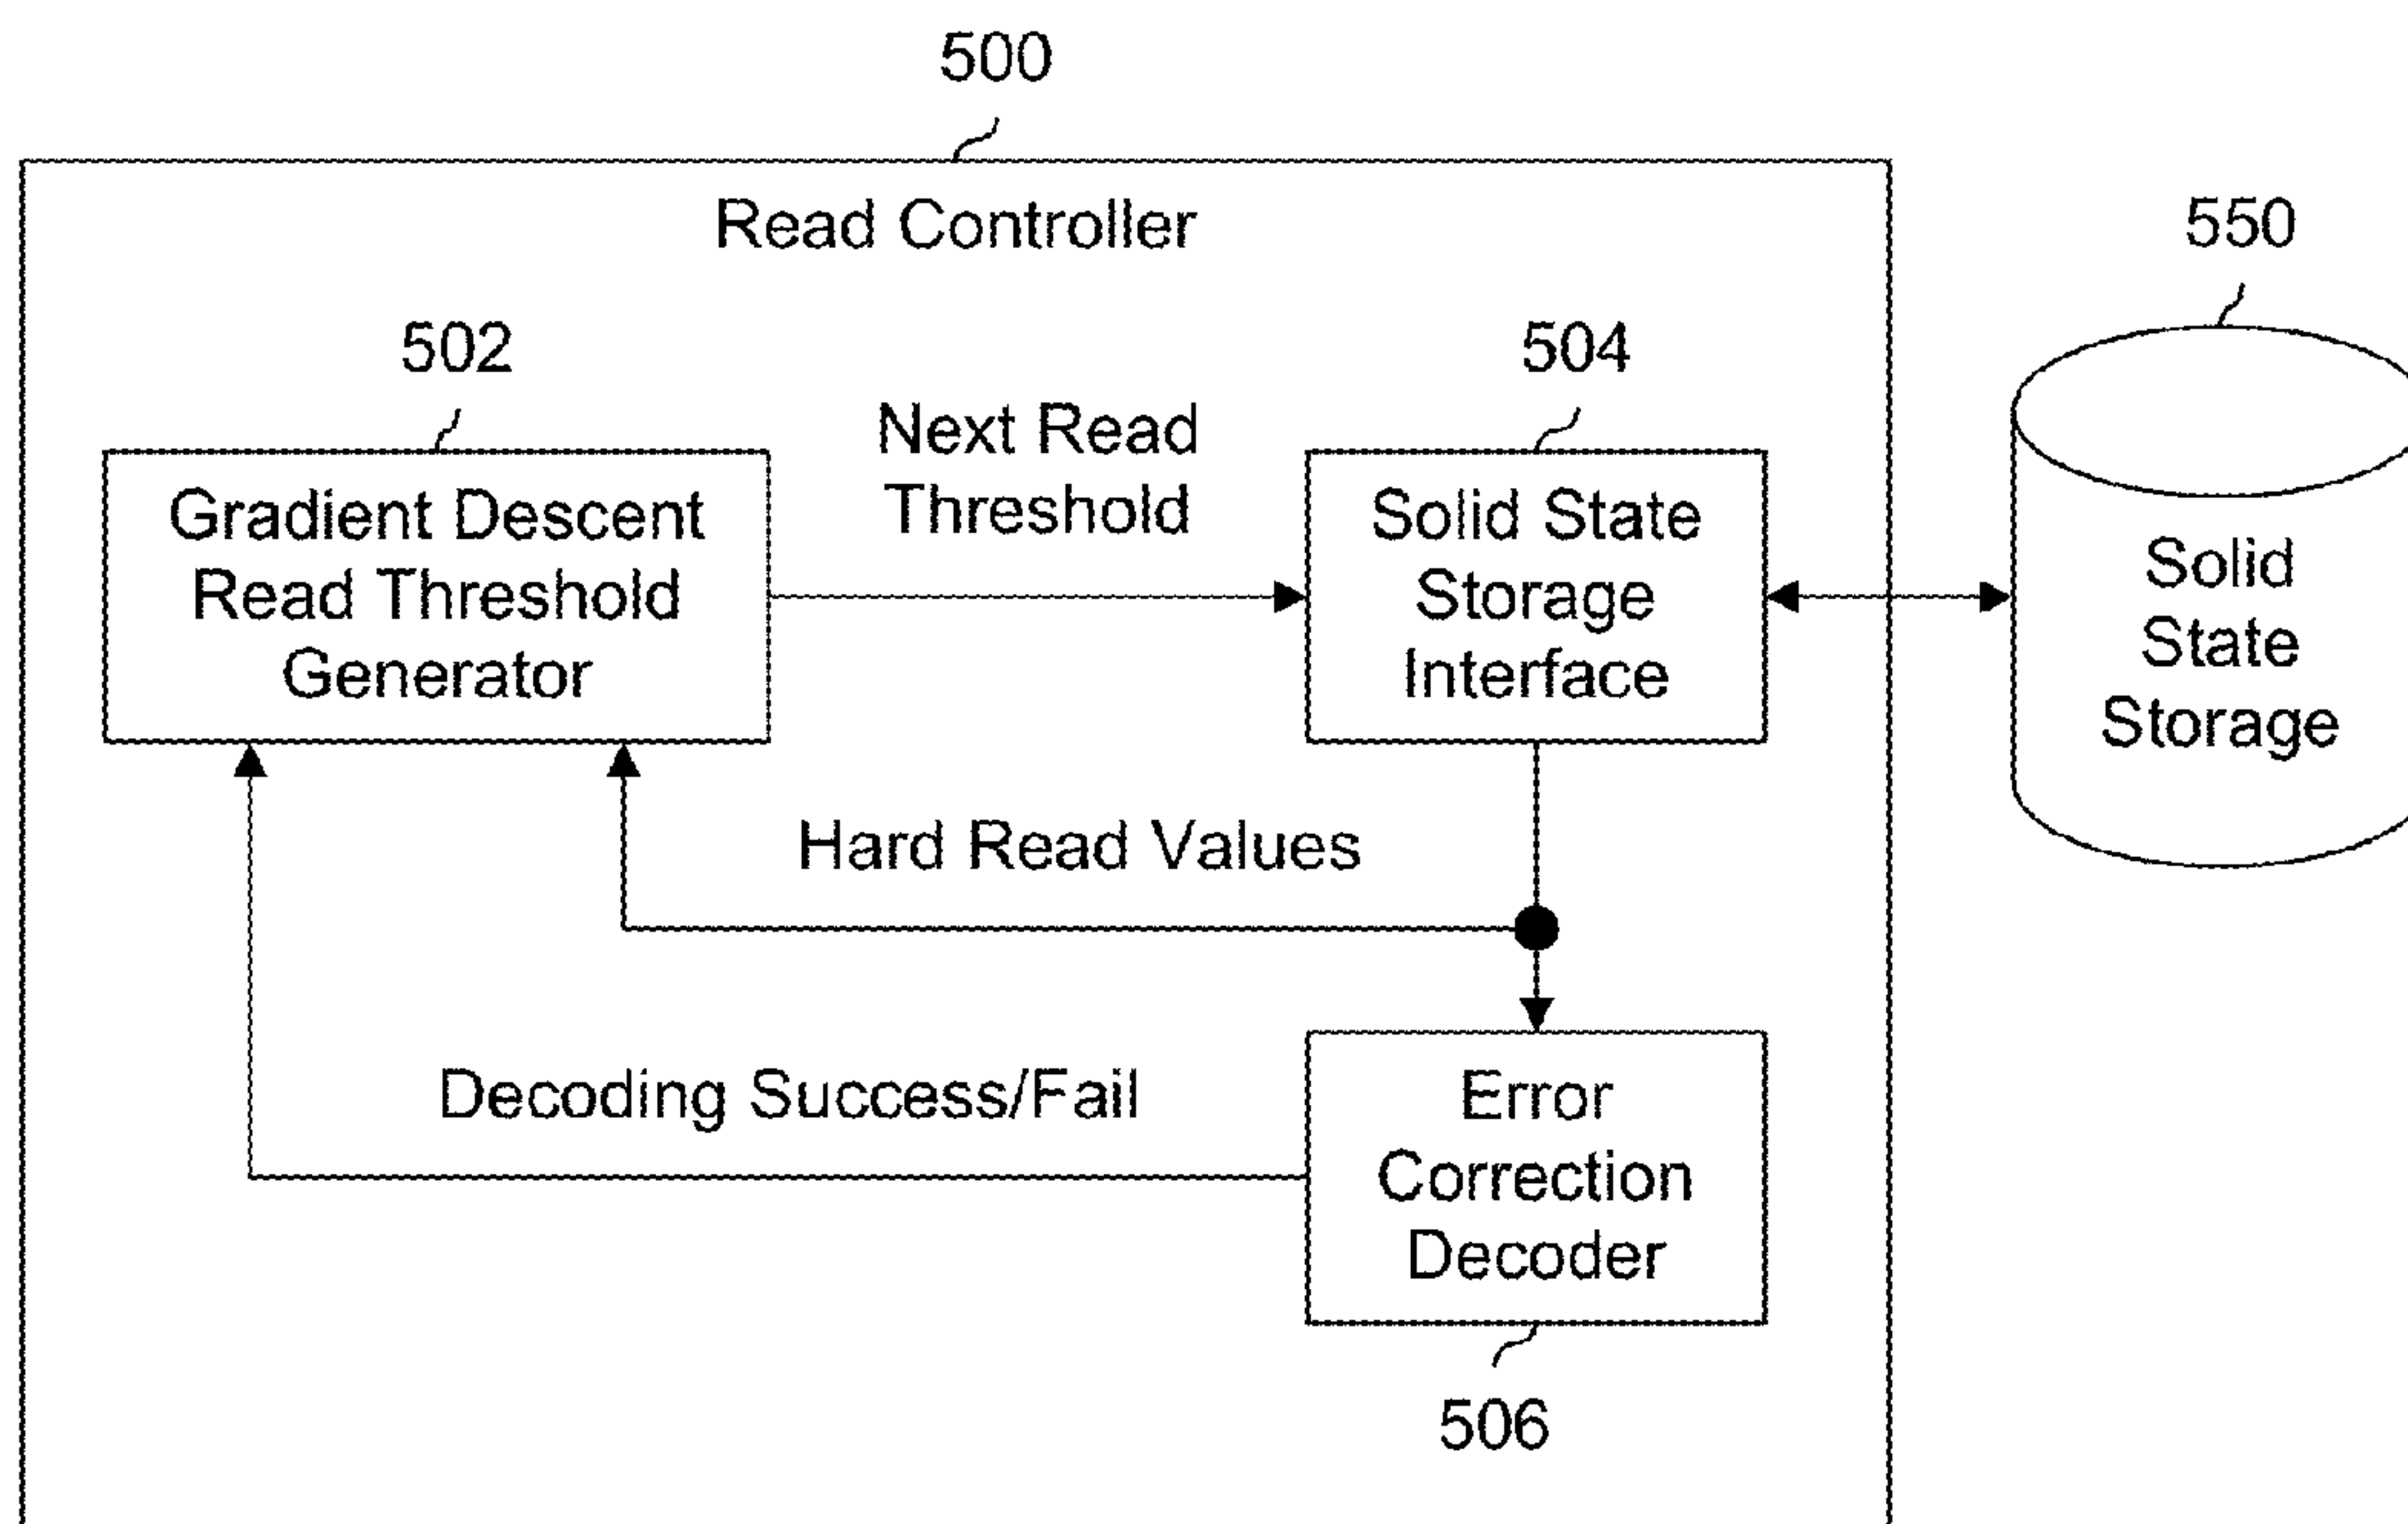 500
Read Controller
550
502
504
Next Read
Threshold
Gradient Descent
Read Threshold
Generator
Solid State
Storage
Interface
Solid
State
Storage
Hard Read Values
Decoding Success/Fail
Error
Correction
Decoder
506